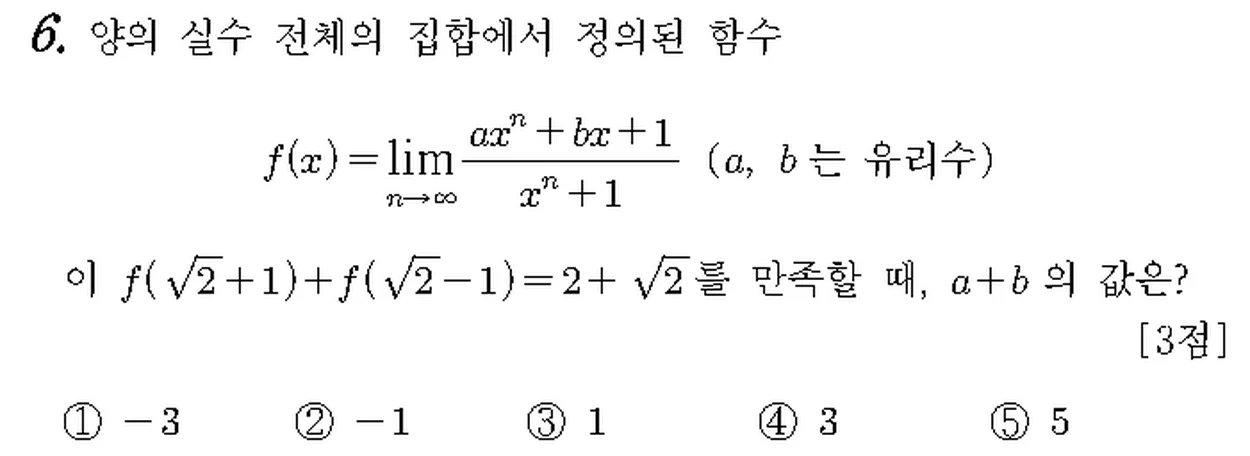 6. 양의 실수 전체의 집합에서 정의된 함수
f(x) = lim_{n→∞} \frac{ax^n + bx + 1}{x^n + 1} (a, b는 유리수)
이 f(√2+1)+f(√2-1)=2+√2를 만족할 때, a+b의 값은?
[3점]
① -3 ② -1 ③ 1 ④ 3 ⑤ 5